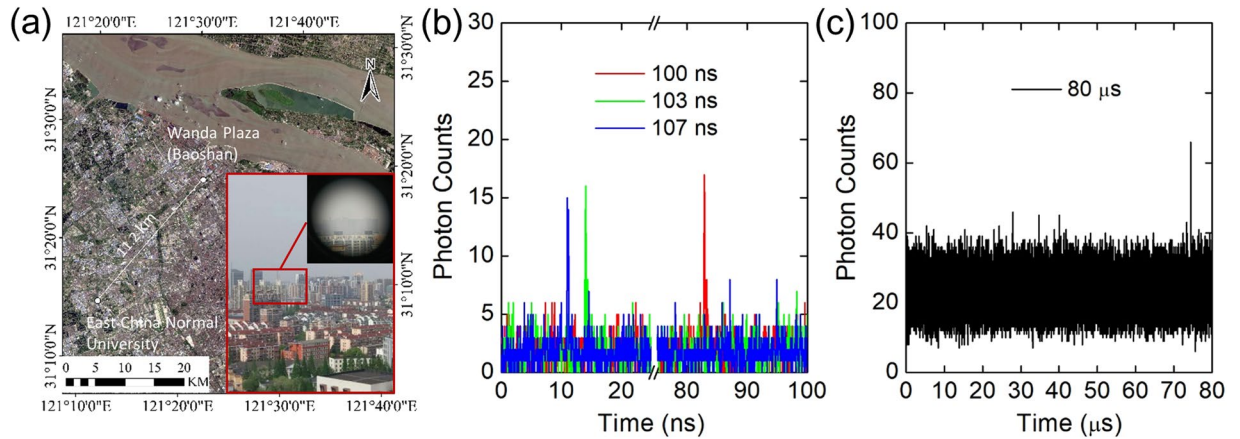 (a)
121°20'0"E 121°30'0"E 121°40'0"E
31°30'0"N
31°20'0"N
31°10'0"N
N
31°30'0"N
31°20'0"N
31°10'0"N
Wanda Plaza
(Baoshan)
11.2 km
East China Normal
University
0 5 10 20
KM
121°10'0"E 121°20'0"E 121°30'0"E 121°40'0"E
(b)
Photon Counts
30
25
20
15
10
5
0
100 ns
103 ns
107 ns
0 10 20 80 90 100
Time (ns)
(c)
Photon Counts
100
80
60
40
20
0
80 μs
0 10 20 30 40 50 60 70 80
Time (μs)